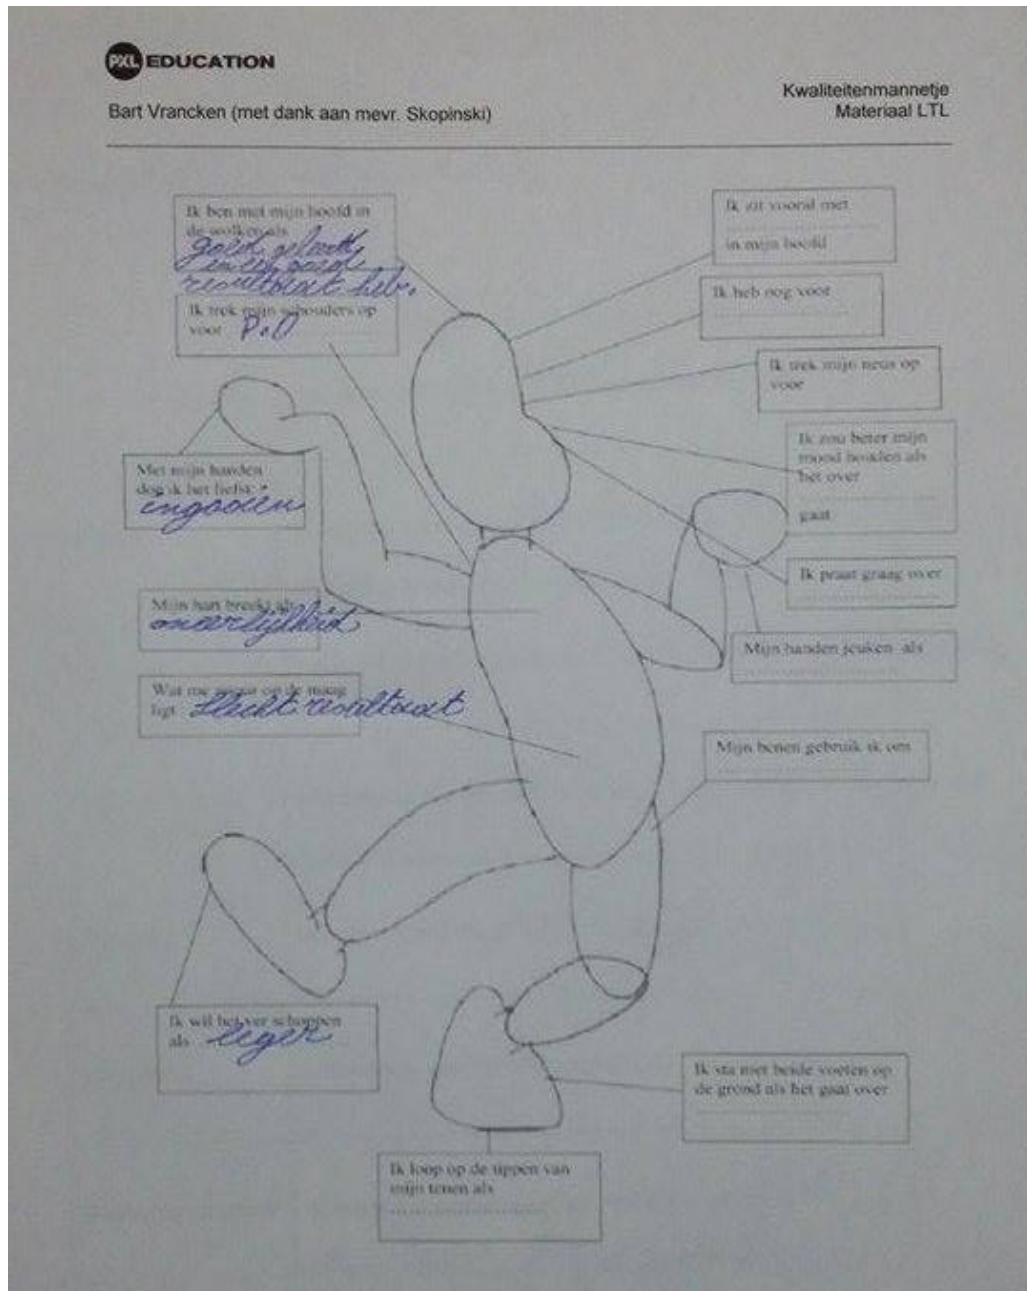 PXL EDUCATION
Bart Vrancken (met dank aan mevr. Skopinski)
Kwaliteitenmannetje
Materiaal LTL
Ik ben met mijn hoofd in
de wolken als
goed
goed
resultaat heb.
Ik trek mijn schouders op
voor P.O
Met mijn handen
doe ik het liefst:
Mijn hart breekt als
oneerlijkheid
Wat me zwaar op de maag
ligt slecht resultaat
Ik wil het ver schoppen
als leger
Ik zit vooral met
in mijn hoofd
Ik heb oog voor
Ik trek mijn neus op
voor
Ik zou beter mijn
mond houden als
het over
gaat
Ik praat graag over
Mijn handen jeuken als
Mijn benen gebruik ik om
Ik sta met beide voeten op
de grond als het gaat over
Ik loop op de tippen van
mijn tenen als